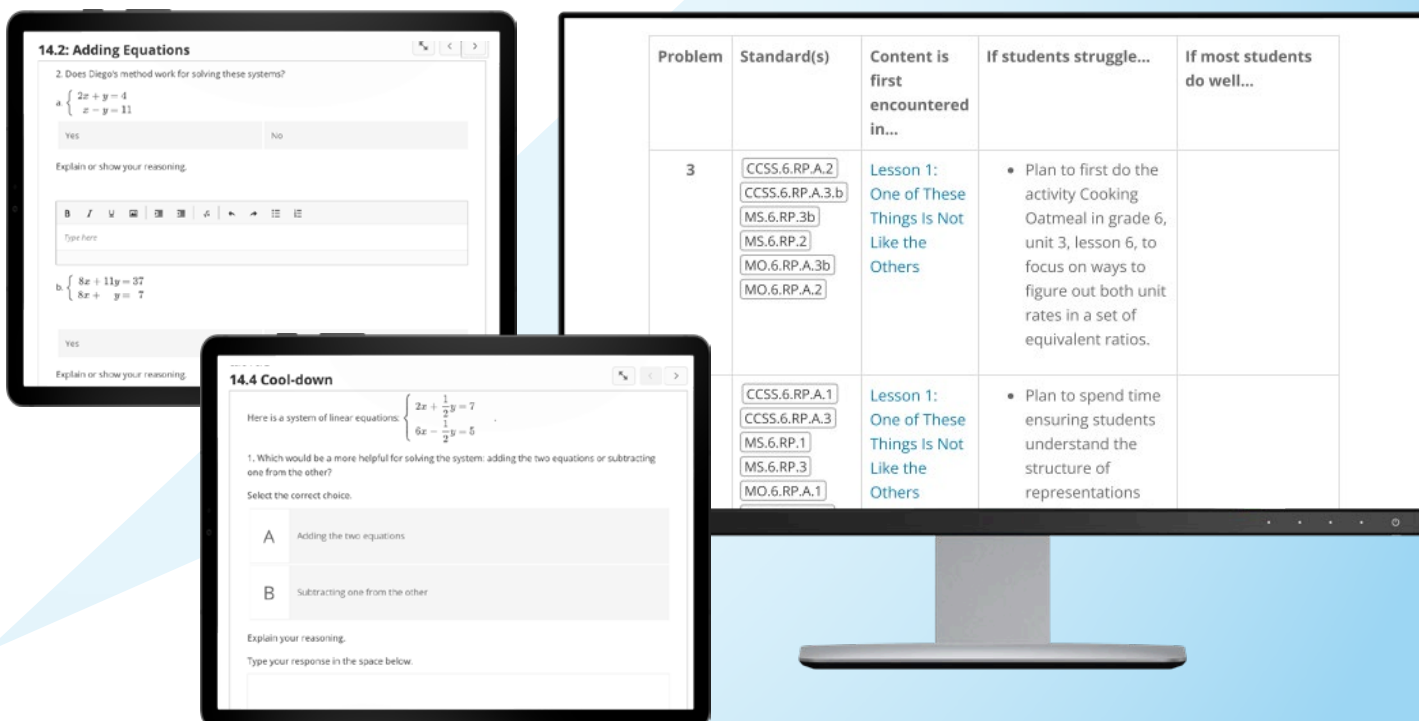 14.2: Adding Equations
2. Does Diego's method work for solving these systems?
a. { 2x + y = 4
x − y = 11
Yes No
Explain or show your reasoning.
B I U
Type here
b. { 8x + 11y = 37
8x + y = 7
Yes
Explain or show your reasoning.
14.4 Cool-down
Here is a system of linear equations: { 2x + 1/2 y = 7
6x − 1/2 y = 5 .
1. Which would be a more helpful for solving the system: adding the two equations or subtracting
one from the other?
Select the correct choice.
A Adding the two equations
B Subtracting one from the other
Explain your reasoning.
Type your response in the space below.
Problem
Standard(s)
Content is
first
encountered
in...
If students struggle...
If most students
do well...
3
CCSS.6.RP.A.2
CCSS.6.RP.A.3.b
MS.6.RP.3b
MS.6.RP.2
MO.6.RP.A.3b
MO.6.RP.A.2
Lesson 1:
One of These
Things Is Not
Like the
Others
• Plan to first do the
activity Cooking
Oatmeal in grade 6,
unit 3, lesson 6, to
focus on ways to
figure out both unit
rates in a set of
equivalent ratios.
CCSS.6.RP.A.1
CCSS.6.RP.A.3
MS.6.RP.1
MS.6.RP.3
MO.6.RP.A.1
Lesson 1:
One of These
Things Is Not
Like the
Others
• Plan to spend time
ensuring students
understand the
structure of
representations